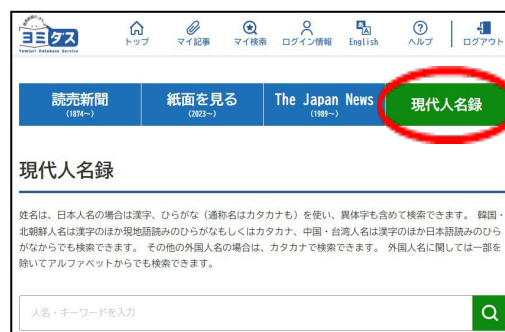 ヨミダス
Yomiuri Database Service
トップ
マイ記事
マイ検索
ログイン情報
English
ヘルプ
ログアウト
読売新聞
(1874～)
紙面を見る
(2023～)
The Japan News
(1989～)
現代人名録
現代人名録
姓名は、日本人名の場合は漢字、ひらがな（通称名はカタカナも）を使い、異体字も含めて検索できます。 韓国・
北朝鮮人名は漢字のほか現地語読みのひらがなもしくはカタカナ、中国・台湾人名は漢字のほか日本語読みのひら
がなからでも検索できます。 その他の外国人名の場合は、カタカナで検索できます。 外国人名に関しては一部を
除いてアルファベットからでも検索できます。
人名・キーワードを入力